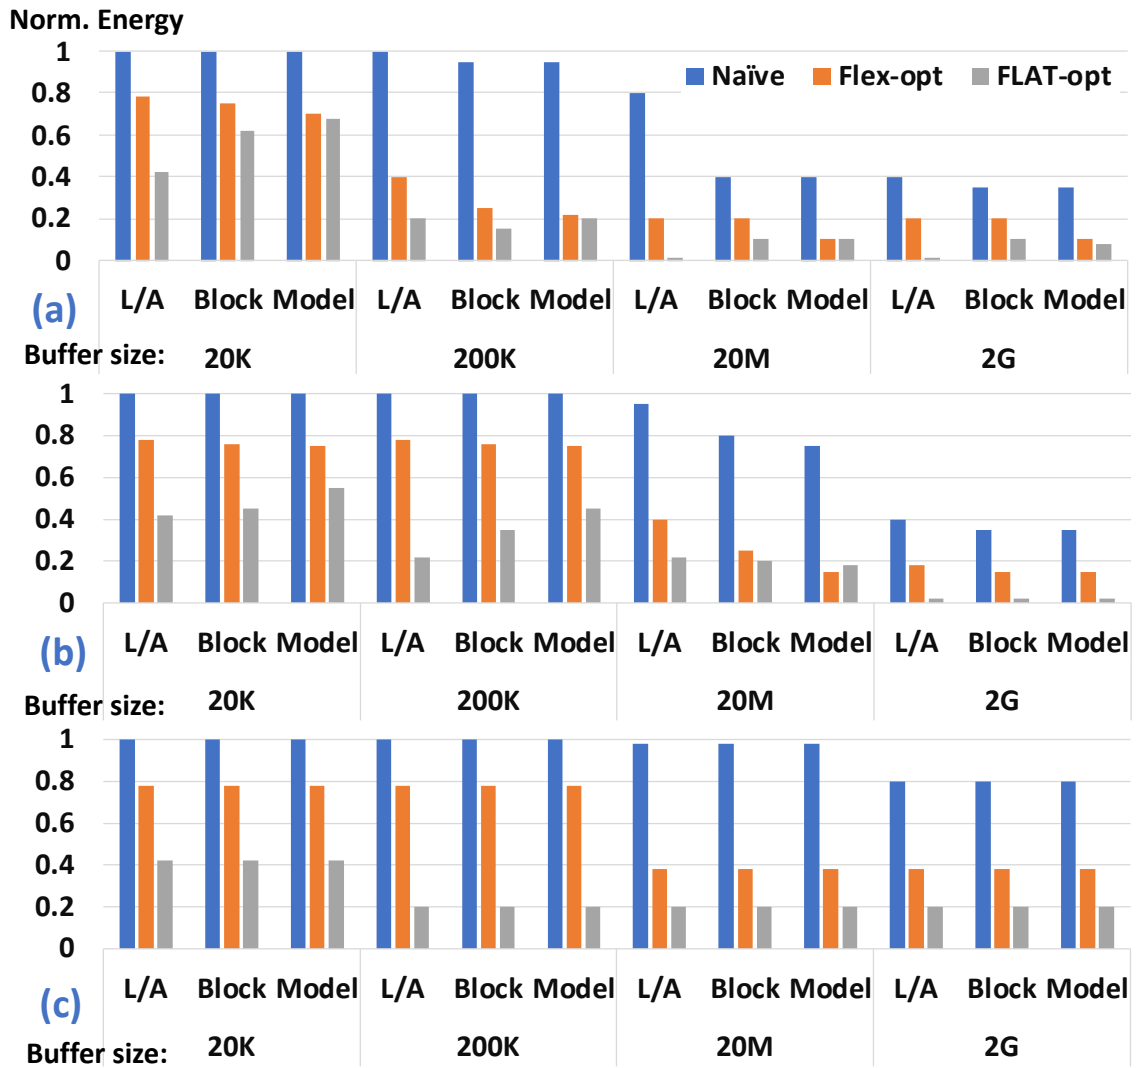 Norm. Energy
1
Naïve Flex-opt FLAT-opt
0.8
0.6
0.4
0.2
0
L/A Block Model L/A Block Model L/A Block Model L/A Block Model
(a)
Buffer size: 20K 200K 20M 2G
1
0.8
0.6
0.4
0.2
0
L/A Block Model L/A Block Model L/A Block Model L/A Block Model
(b)
Buffer size: 20K 200K 20M 2G
1
0.8
0.6
0.4
0.2
0
L/A Block Model L/A Block Model L/A Block Model L/A Block Model
(c)
Buffer size: 20K 200K 20M 2G